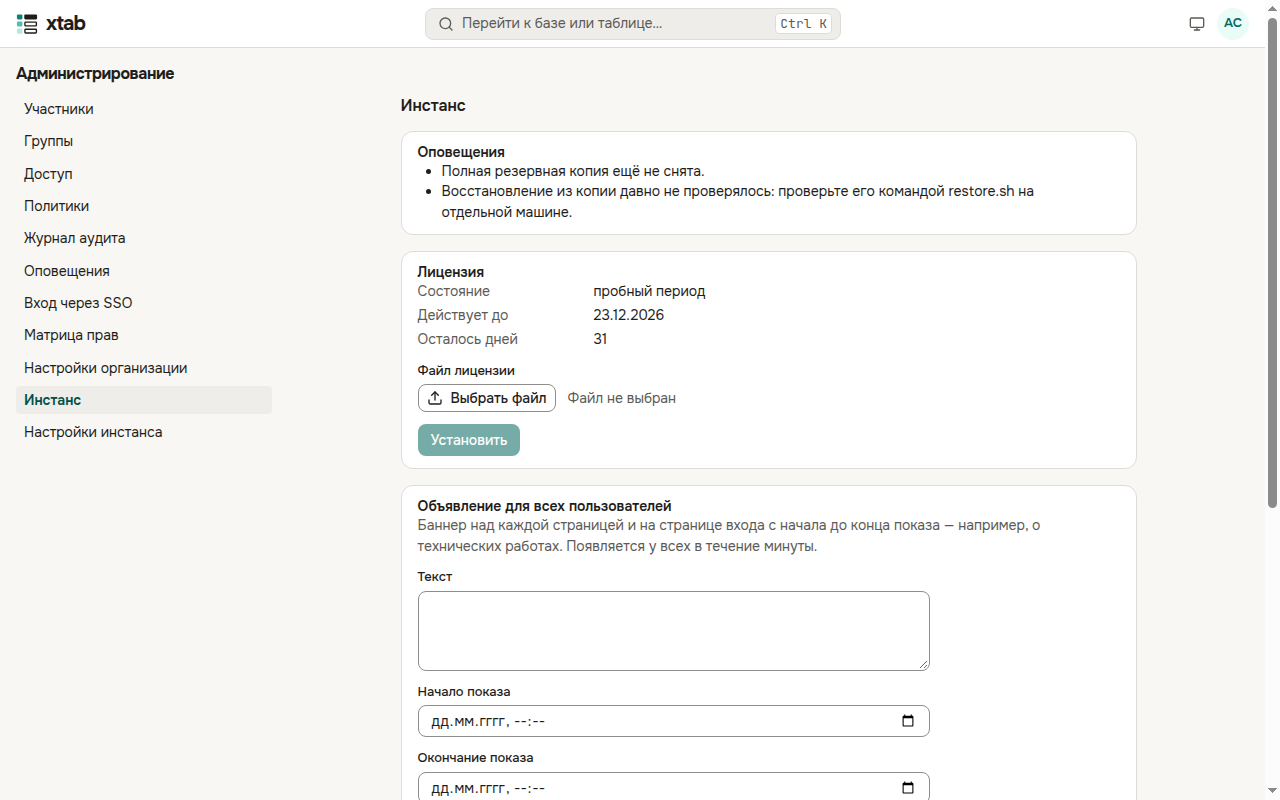 xtab
Перейти к базе или таблице...
Ctrl K
АС
Администрирование
Участники
Группы
Доступ
Политики
Журнал аудита
Оповещения
Вход через SSO
Матрица прав
Настройки организации
Инстанс
Настройки инстанса
Инстанс
Оповещения
Полная резервная копия ещё не снята.
Восстановление из копии давно не проверялось: проверьте его командой restore.sh на
отдельной машине.
Лицензия
Состояние пробный период
Действует до 23.12.2026
Осталось дней 31
Файл лицензии
Выбрать файл Файл не выбран
Установить
Объявление для всех пользователей
Баннер над каждой страницей и на странице входа с начала до конца показа — например, о
технических работах. Появляется у всех в течение минуты.
Текст
Начало показа
дд.мм.гггг, --:--
Окончание показа
дд.мм.гггг, --:--